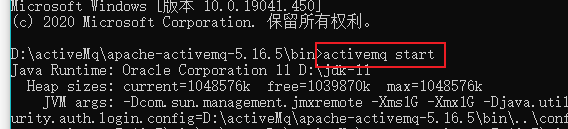 Microsoft Windows [版本 10.0.19041.450]
(c) 2020 Microsoft Corporation. 保留所有权利。
D:\activeMq\apache-activemq-5.16.5\bin>activemq start
Java Runtime: Oracle Corporation 11 D:\jdk-11
Heap sizes: current=1048576k free=1039870k max=1048576k
JVM args: -Dcom.sun.management.jmxremote -Xms1G -Xmx1G -Djava.util
urity.auth.login.config=D:\activeMq\apache-activemq-5.16.5\bin\..\conf